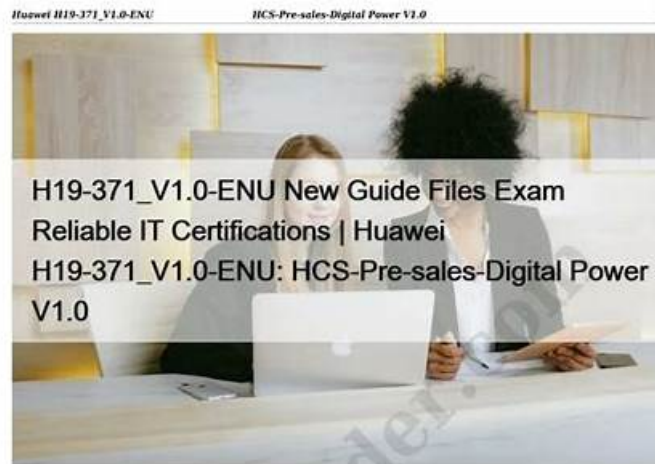 Huawei H19-371_V1.0-ENU HCS-Pre-sales-Digital Power V1.0
H19-371_V1.0-ENU New Guide Files Exam
Reliable IT Certifications | Huawei
H19-371_V1.0-ENU: HCS-Pre-sales-Digital Power
V1.0